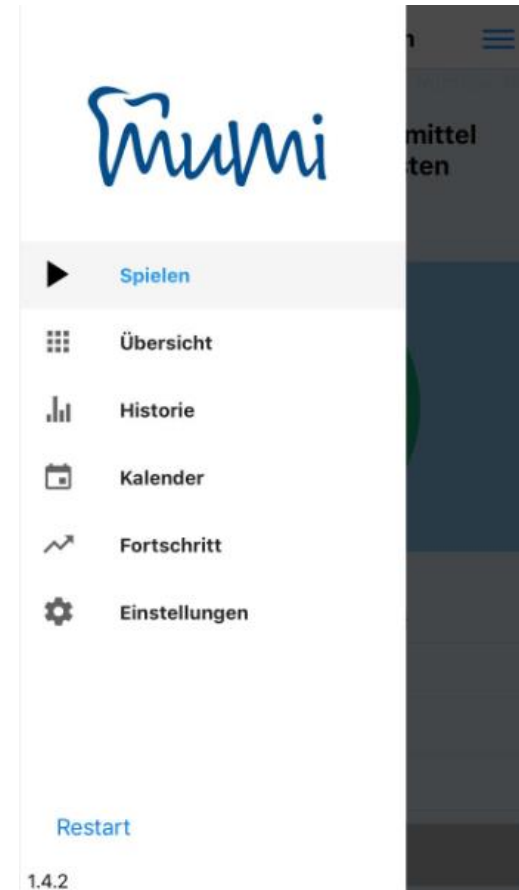 mumi
mittel
ten
Spielen
Übersicht
Historie
Kalender
Fortschritt
Einstellungen
Restart
1.4.2